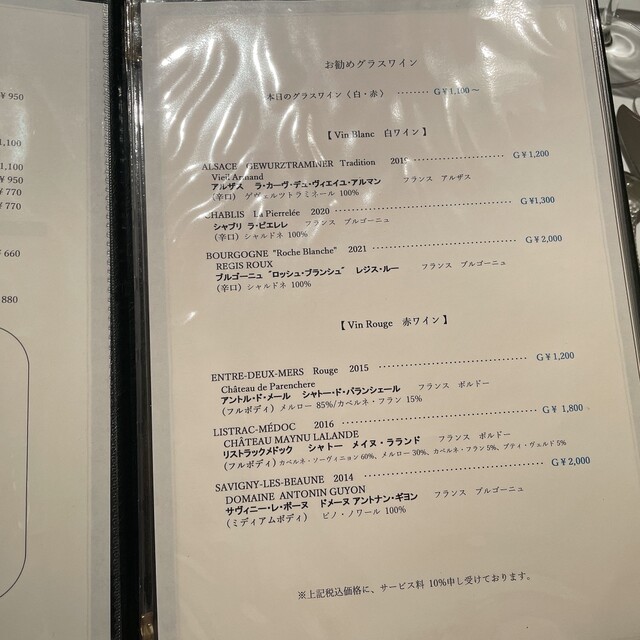 ¥950
1,100
1,100
¥950
¥770
¥770
¥660
880
お勧めグラスワイン
本日のグラスワイン〈白・赤〉 ········ G¥1,100～
【 Vin Blanc 白ワイン 】
ALSACE GEWURZTRAMINER Tradition 2019 ···················· G¥1,200
Vieil Armand
アルザス ラ・カーヴ・デュ・ヴィエイユ・アルマン フランス アルザス
(辛口) ゲヴェルツトラミネール 100%
CHABLIS La Pierrelée 2020 ···································· G¥1,300
シャブリ ラ・ピエレレ フランス ブルゴーニュ
(辛口) シャルドネ 100%
BOURGOGNE "Roche Blanche" 2021 ······························ G¥2,000
REGIS ROUX
ブルゴーニュ "ロッシュ・ブランシュ" レジス・ルー フランス ブルゴーニュ
(辛口) シャルドネ 100%
【 Vin Rouge 赤ワイン 】
ENTRE-DUEX-MERS Rouge 2015 ······························ G¥1,200
Château de Parenchere
アントル・ド・メール シャトー・ド・パランシェール フランス ボルドー
(フルボディ) メルロー 85%/カベルネ・フラン 15%
LISTRAC-MÉDOC 2016 ········································ G¥ 1,800
CHÂTEAU MAYNU LALANDE
リストラックメドック シャトー メイヌ・ラランド フランス ボルドー
(フルボディ) カベルネ・ソーヴィニョン 60%、メルロー 30%、カベルネ・フラン 5%、プティ・ヴェルド 5%
SAVIGNY-LES-BEAUNE 2014 ···································· G¥2,000
DOMAINE ANTONIN GUYON
サヴィニー・レ・ボーヌ ドメーヌ アントナン・ギヨン フランス ブルゴーニュ
(ミディアムボディ) ピノ・ノワール 100%
※上記税込価格に、サービス料 10%申し受けております。